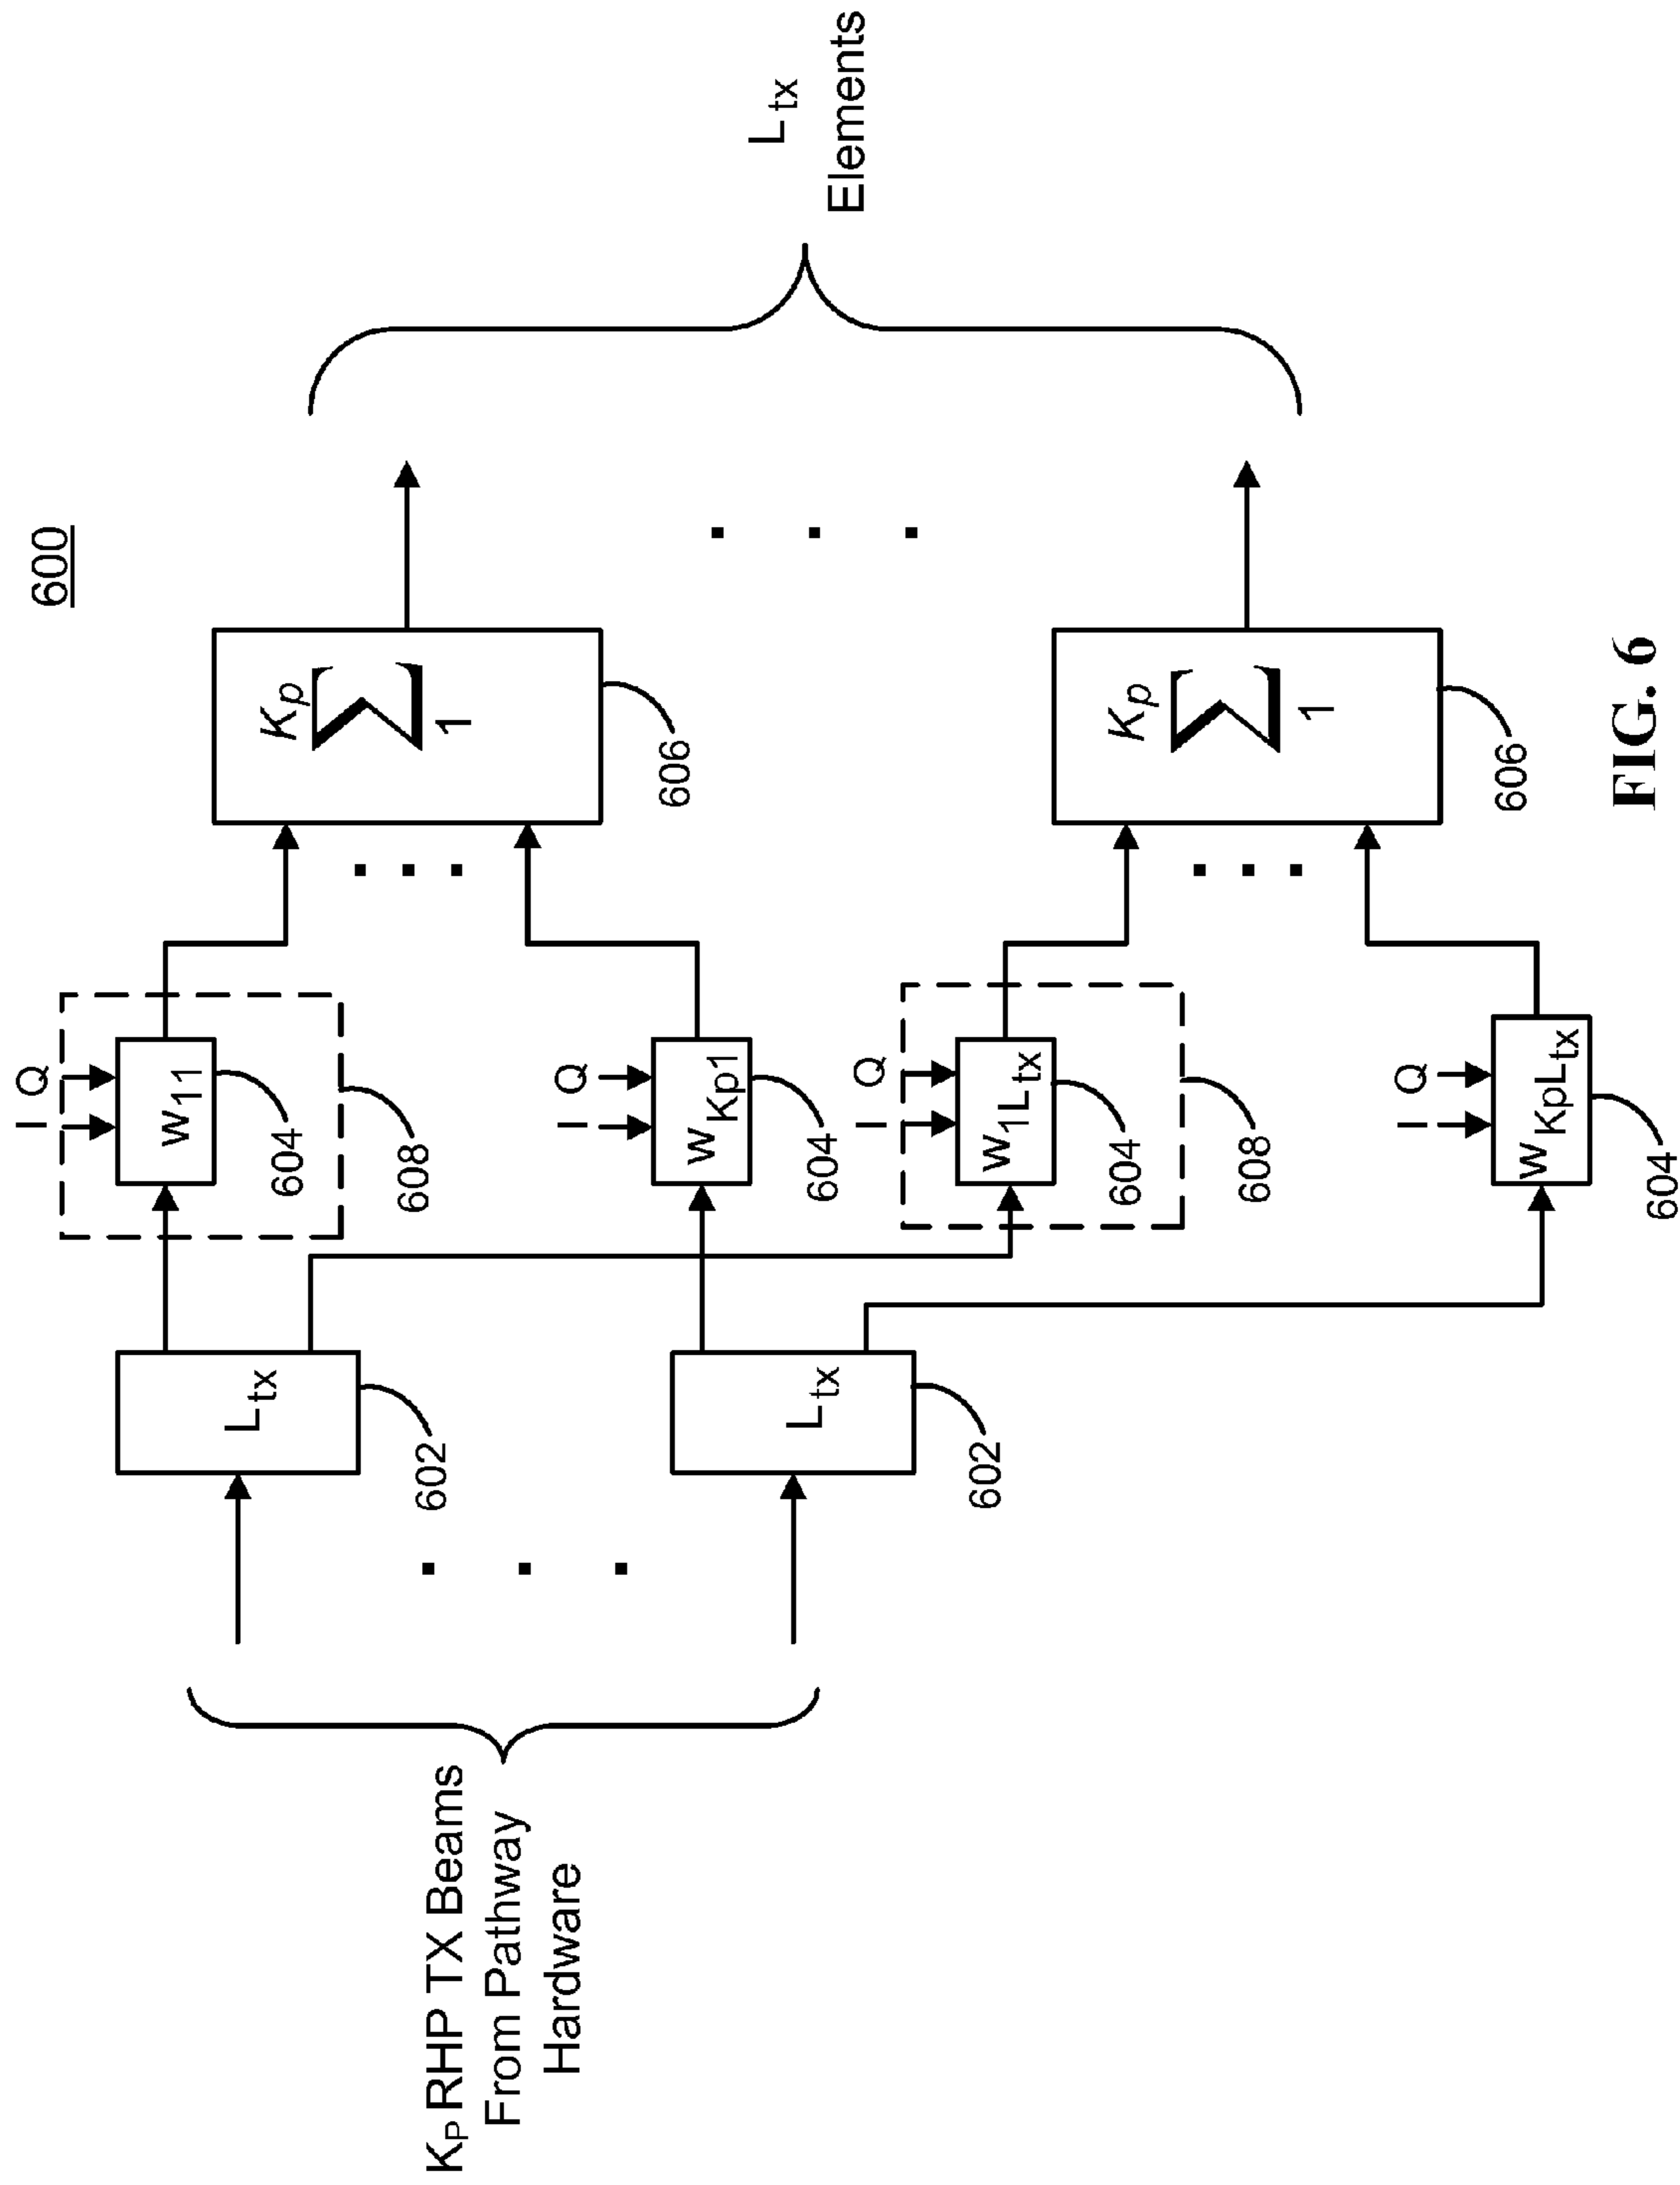 600
K_P RHP TX Beams
From Pathway
Hardware
L_tx
602
L_tx
602
I Q
w_11
604
608
I Q
w_Kp1
604
I Q
w_1L_tx
604
608
I Q
w_KpL_tx
604
K_p
∑
1
606
K_p
∑
1
606
L_tx
Elements
FIG. 6